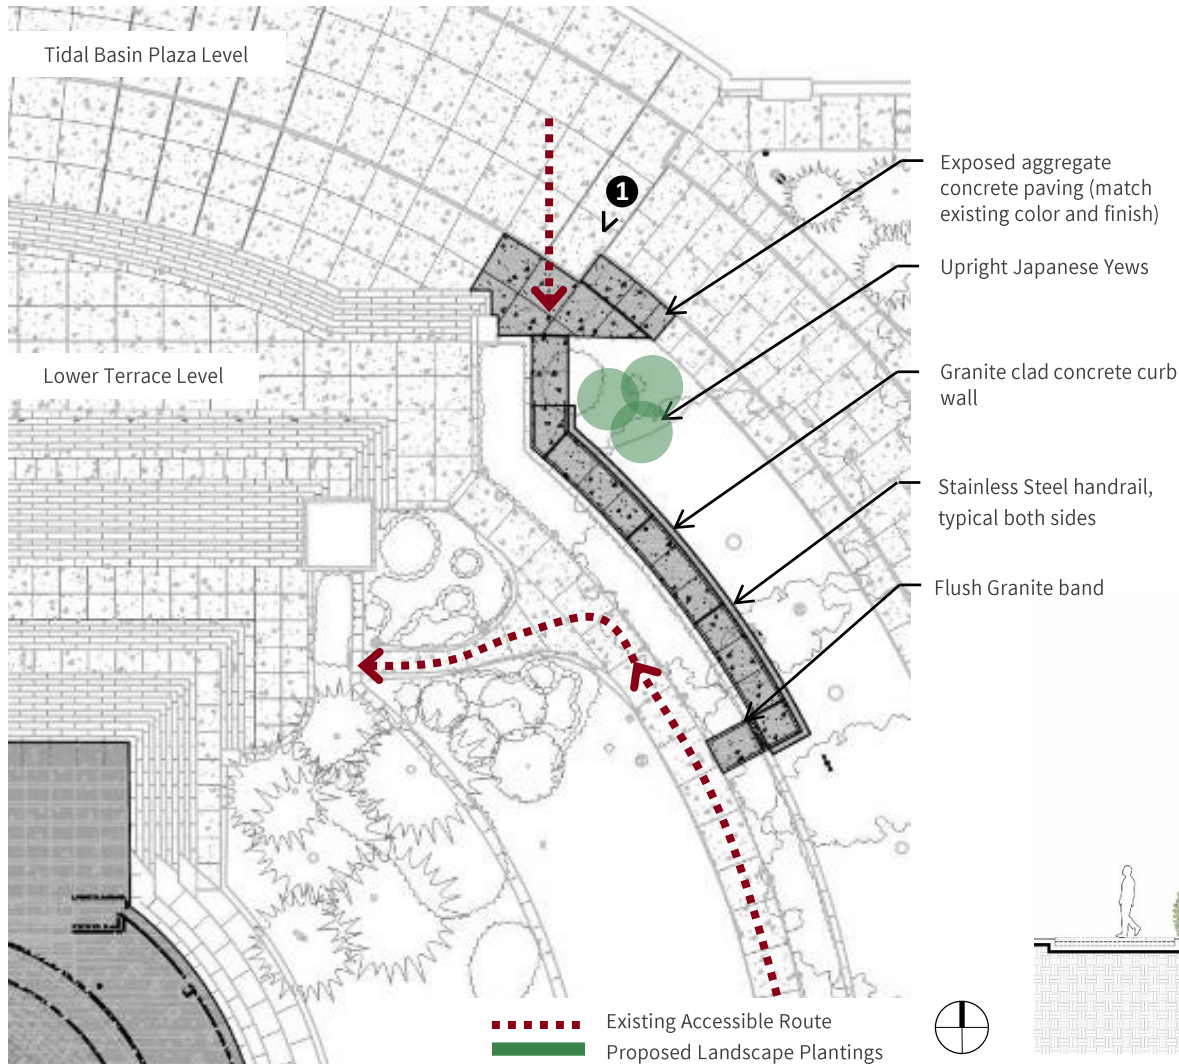 Tidal Basin Plaza Level
1
Exposed aggregate
concrete paving (match
existing color and finish)
Upright Japanese Yews
Lower Terrace Level
Granite clad concrete curb
wall
Stainless Steel handrail,
typical both sides
Flush Granite band
Existing Accessible Route
Proposed Landscape Plantings